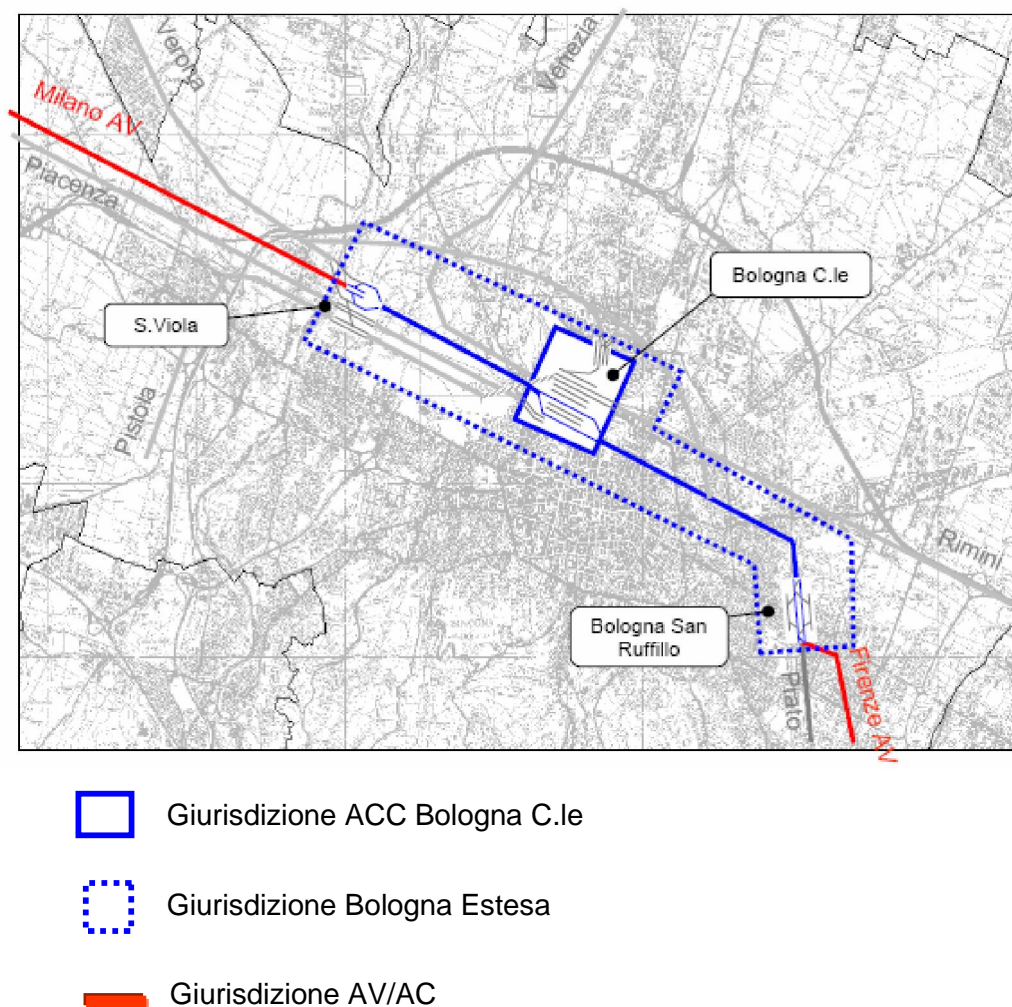 Verona
Venezia
Milano AV
Piacenza
Bologna C.le
S.Viola
Pistoia
Rimini
Bologna San
Ruffillo
Prato
Firenze AV
Giurisdizione ACC Bologna C.le
Giurisdizione Bologna Estesa
Giurisdizione AV/AC